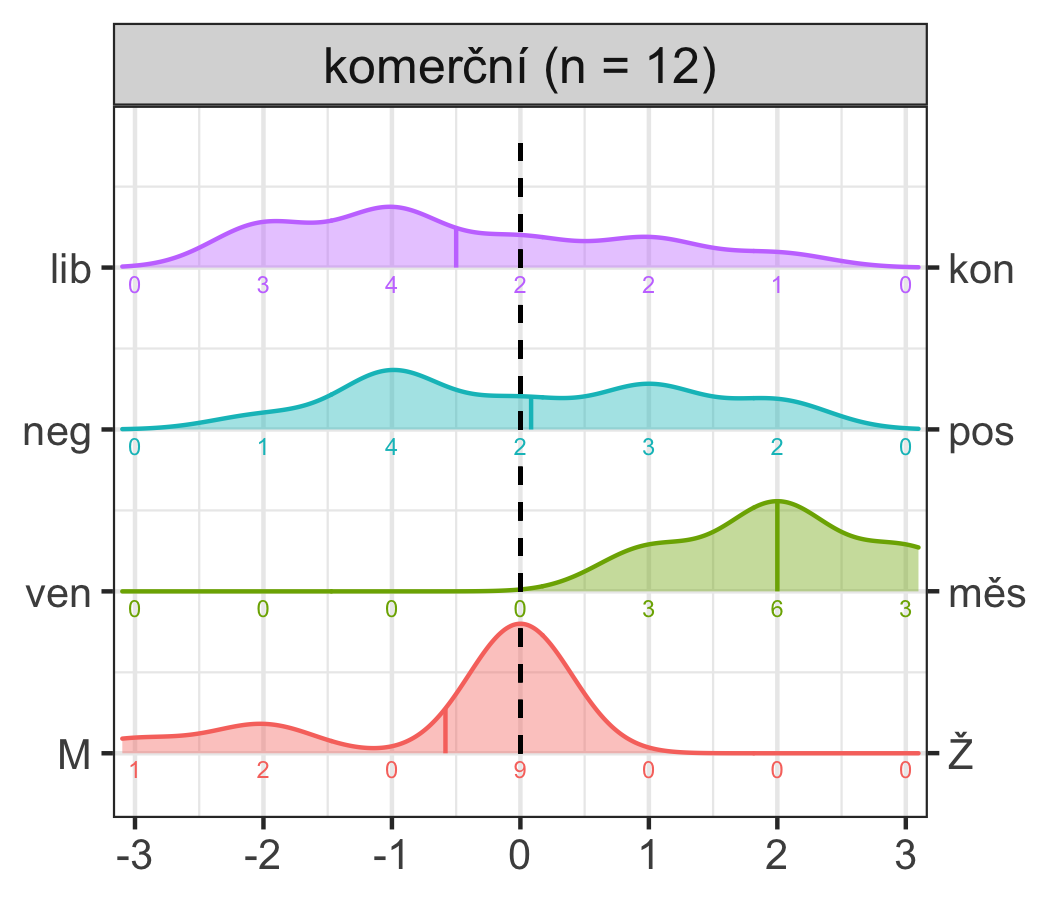 komerční (n = 12)
lib kon
0 3 4 2 2 1 0
neg pos
0 1 4 2 3 2 0
ven měs
0 0 0 0 3 6 3
M Ž
1 2 0 9 0 0 0
-3 -2 -1 0 1 2 3